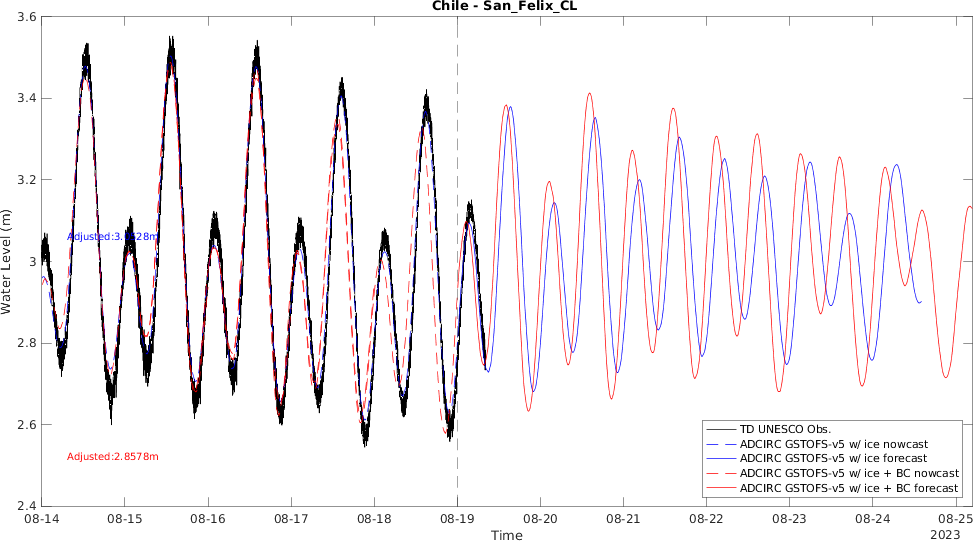 Chile - San_Felix_CL
3.6
3.4
3.2
3
2.8
2.6
2.4
Water Level (m)
Adjusted:2.8578m
TD UNESCO Obs.
ADCIRC GSTOFS-v5 w/ ice nowcast
ADCIRC GSTOFS-v5 w/ ice forecast
ADCIRC GSTOFS-v5 w/ ice + BC nowcast
ADCIRC GSTOFS-v5 w/ ice + BC forecast
08-14 08-15 08-16 08-17 08-18 08-19 08-20 08-21 08-22 08-23 08-24 08-25
Time
2023